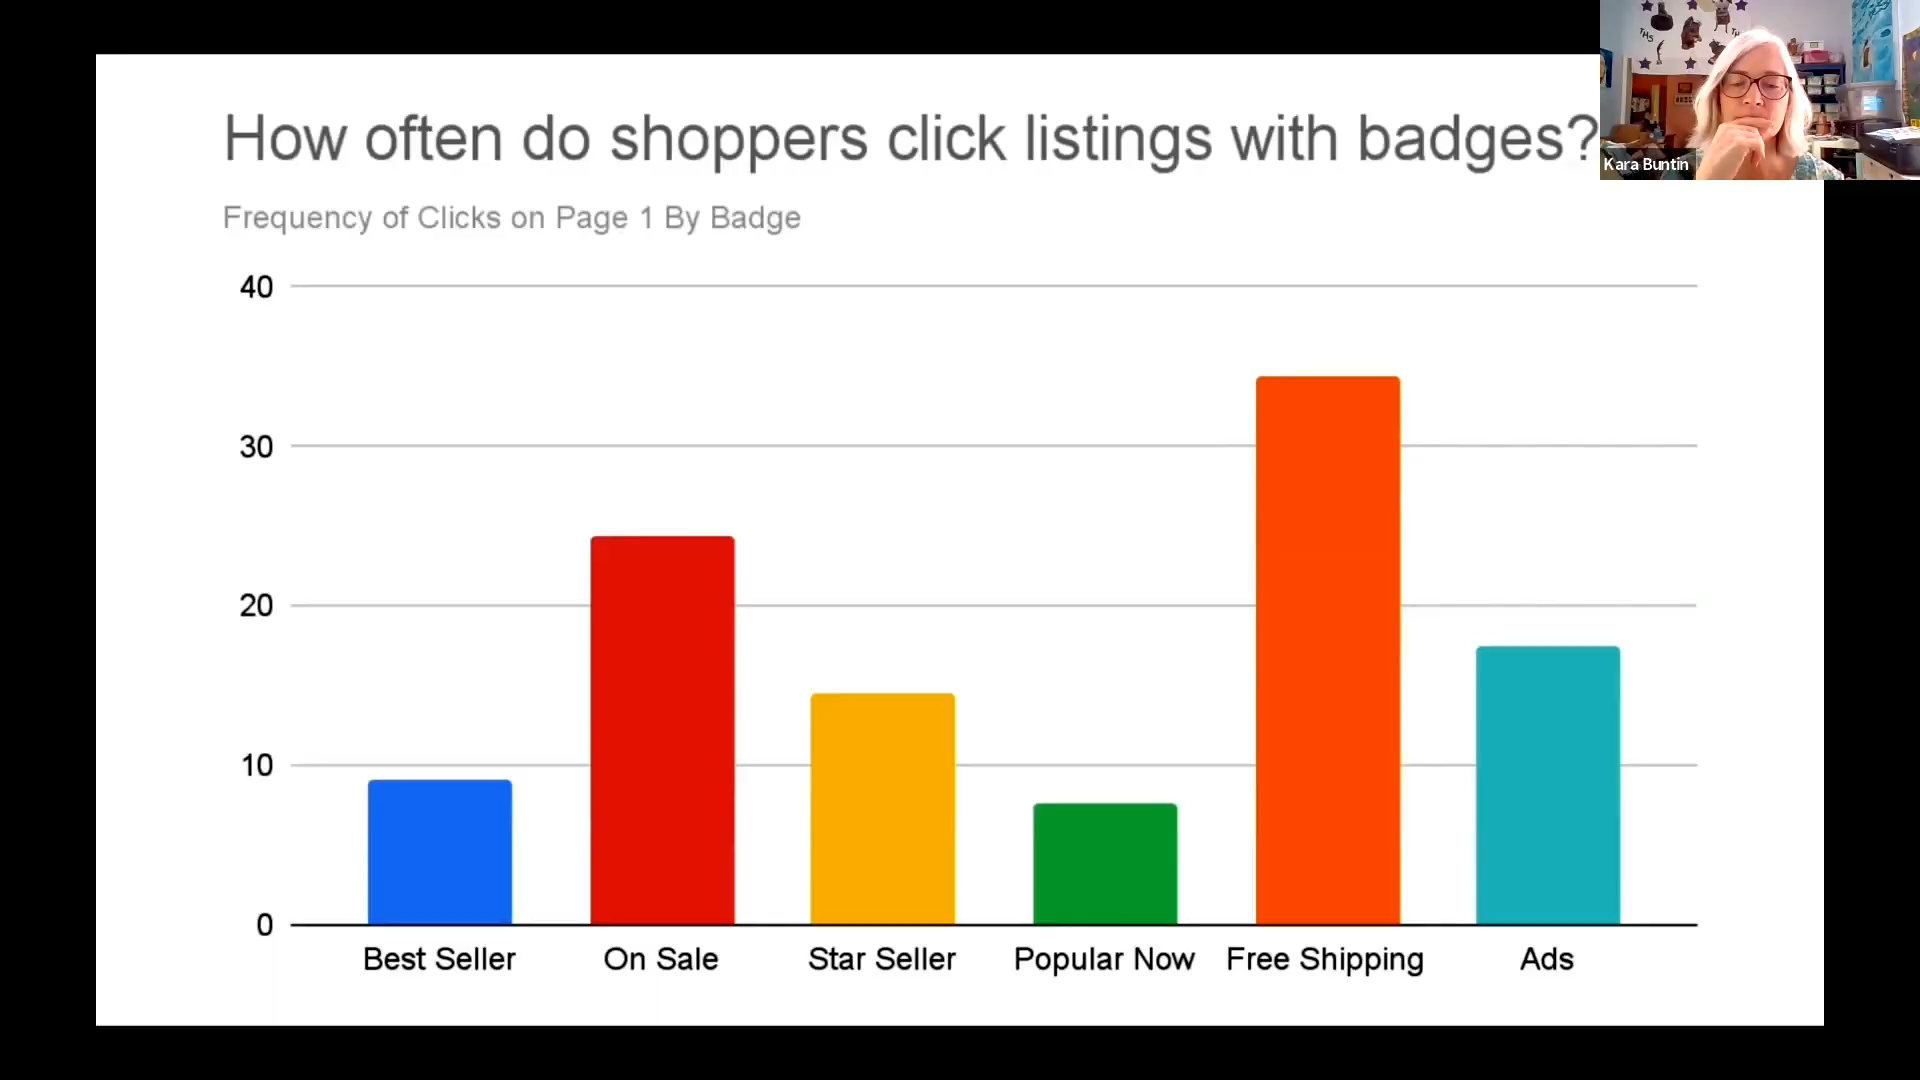 How often do shoppers click listings with badges?
Frequency of Clicks on Page 1 By Badge
40
30
20
10
0
Best Seller
On Sale
Star Seller
Popular Now
Free Shipping
Ads
Kara Buntin
THS